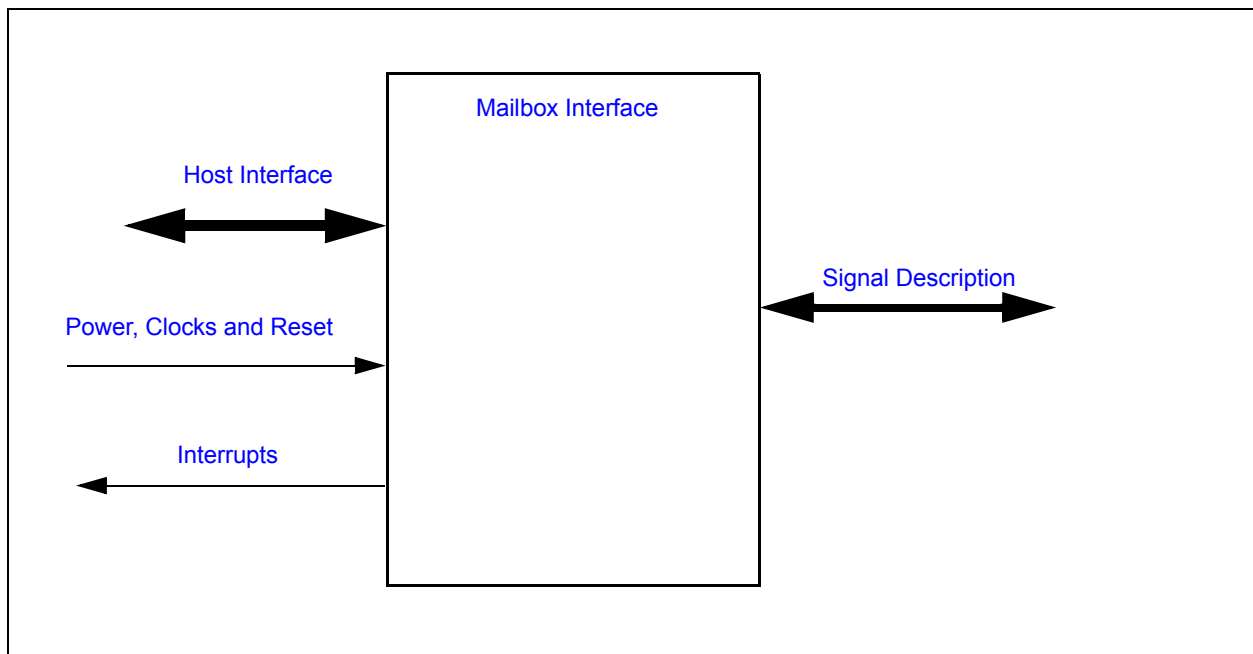 Mailbox Interface
Host Interface
Signal Description
Power, Clocks and Reset
Interrupts